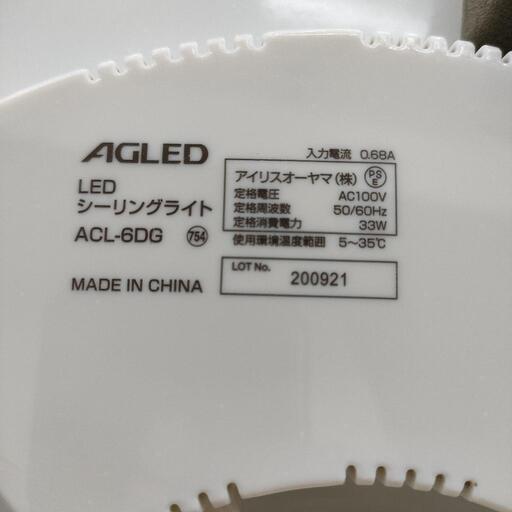 AGLED
LED
シーリングライト
ACL-6DG 754
MADE IN CHINA
入力電流 0.68A
アイリスオーヤマ(株) PSE
定格電圧 AC100V
定格周波数 50/60Hz
定格消費電力 33W
使用環境温度範囲 5～35℃
LOT No. 200921